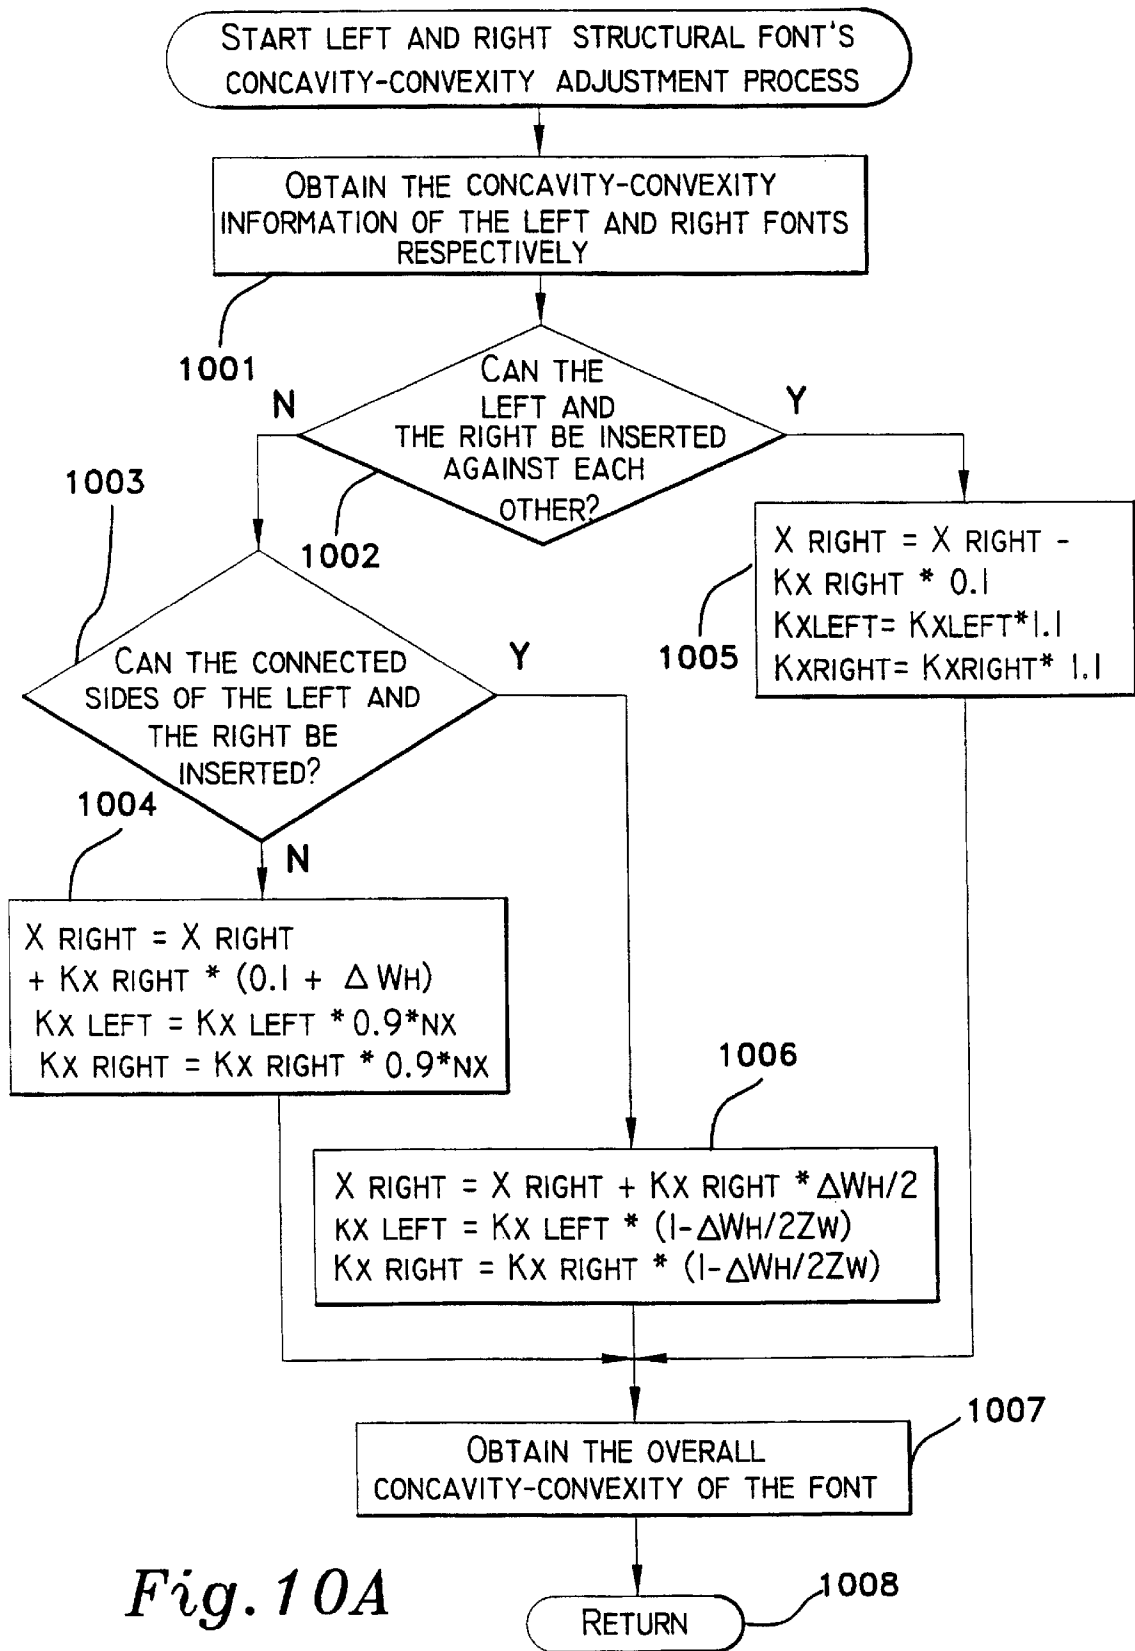 START LEFT AND RIGHT STRUCTURAL FONT'S
CONCAVITY-CONVEXITY ADJUSTMENT PROCESS
OBTAIN THE CONCAVITY-CONVEXITY
INFORMATION OF THE LEFT AND RIGHT FONTS
RESPECTIVELY
1001
CAN THE
LEFT AND
THE RIGHT BE INSERTED
AGAINST EACH
OTHER?
N
Y
1002
1003
CAN THE CONNECTED
SIDES OF THE LEFT AND
THE RIGHT BE
INSERTED?
Y
N
X RIGHT = X RIGHT -
KX RIGHT * 0.1
KXLEFT= KXLEFT*1.1
KXRIGHT= KXRIGHT* 1.1
1005
1004
X RIGHT = X RIGHT
+ KX RIGHT * (0.1 + ΔWH)
KX LEFT = KX LEFT *0.9*NX
KX RIGHT = KX RIGHT * 0.9*NX
1006
X RIGHT = X RIGHT + KX RIGHT *ΔWH/2
KX LEFT = KX LEFT * (1-ΔWH/2ZW)
KX RIGHT = KX RIGHT * (1-ΔWH/2ZW)
1007
OBTAIN THE OVERALL
CONCAVITY-CONVEXITY OF THE FONT
RETURN
1008
Fig.10A